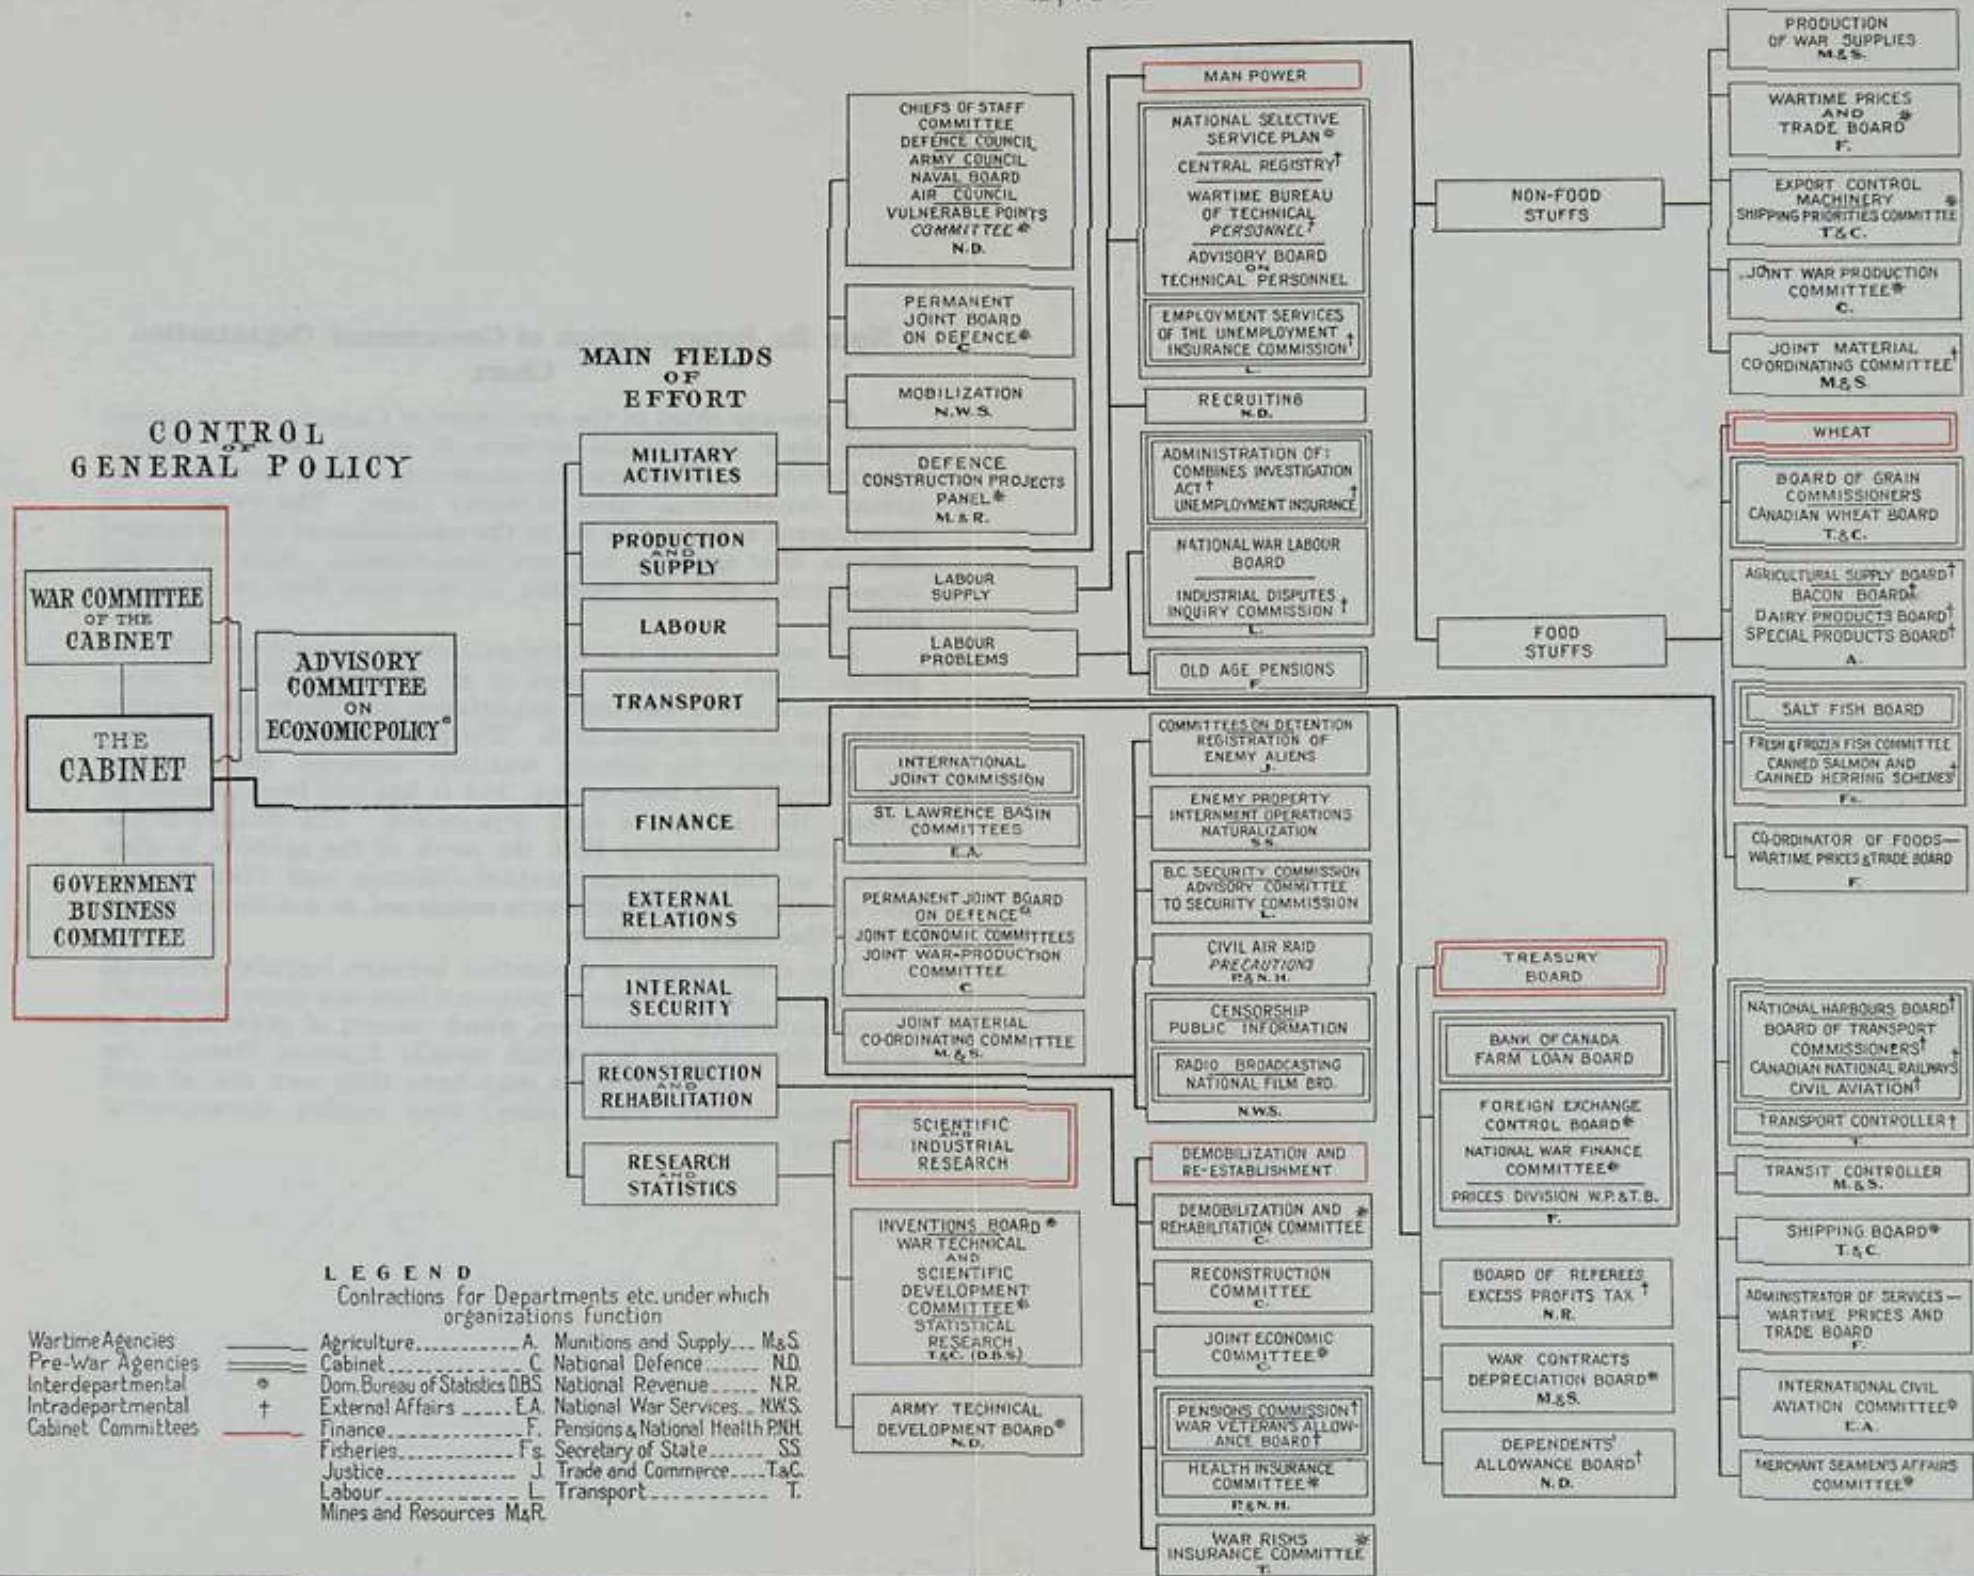 CONTROL
OF
GENERAL POLICY
WAR COMMITTEE
OF THE
CABINET
THE
CABINET
GOVERNMENT
BUSINESS
COMMITTEE
ADVISORY
COMMITTEE
ON
ECONOMIC POLICY*
MAIN FIELDS
OF
EFFORT
MILITARY
ACTIVITIES
PRODUCTION
AND
SUPPLY
LABOUR
TRANSPORT
FINANCE
EXTERNAL
RELATIONS
INTERNAL
SECURITY
RECONSTRUCTION
AND
REHABILITATION
RESEARCH
AND
STATISTICS
CHIEFS OF STAFF
COMMITTEE
DEFENCE COUNCIL
ARMY COUNCIL
NAVAL BOARD
AIR COUNCIL
VULNERABLE POINTS
COMMITTEE*
N.D.
PERMANENT
JOINT BOARD
ON DEFENCE*
C
MOBILIZATION
N.W.S.
DEFENCE
CONSTRUCTION PROJECTS
PANEL*
M. & R.
LABOUR
SUPPLY
LABOUR
PROBLEMS
INTERNATIONAL
JOINT COMMISSION
ST. LAWRENCE BASIN
COMMITTEES
E.A.
PERMANENT JOINT BOARD
ON DEFENCE*
JOINT ECONOMIC COMMITTEES
JOINT WAR-PRODUCTION
COMMITTEE
C
JOINT MATERIAL
CO-ORDINATING COMMITTEE
M. & S.
SCIENTIFIC
AND
INDUSTRIAL
RESEARCH
INVENTIONS BOARD*
WAR TECHNICAL
AND
SCIENTIFIC
DEVELOPMENT
COMMITTEE*
STATISTICAL
RESEARCH
T.&C. (D.B.S.)
ARMY TECHNICAL
DEVELOPMENT BOARD*
N.D.
MAN POWER
NATIONAL SELECTIVE
SERVICE PLAN*
CENTRAL REGISTRY†
WARTIME BUREAU
OF TECHNICAL
PERSONNEL†
ADVISORY BOARD
ON
TECHNICAL PERSONNEL
EMPLOYMENT SERVICES
OF THE UNEMPLOYMENT
INSURANCE COMMISSION†
L.
RECRUITING
N.D.
ADMINISTRATION OF:
COMBINES INVESTIGATION
ACT†
UNEMPLOYMENT INSURANCE†
NATIONAL WAR LABOUR
BOARD
INDUSTRIAL DISPUTES
INQUIRY COMMISSION†
L.
OLD AGE PENSIONS
F.
COMMITTEES ON DETENTION
REGISTRATION OF
ENEMY ALIENS
J.
ENEMY PROPERTY
INTERNMENT OPERATIONS
NATURALIZATION
S.S.
B.C. SECURITY COMMISSION
ADVISORY COMMITTEE
TO SECURITY COMMISSION
L.
CIVIL AIR RAID
PRECAUTIONS
P.& N.H.
CENSORSHIP
PUBLIC INFORMATION
RADIO BROADCASTING
NATIONAL FILM BRD.
N.W.S.
DEMOBILIZATION AND
RE-ESTABLISHMENT
DEMOBILIZATION AND
REHABILITATION COMMITTEE*
C.
RECONSTRUCTION
COMMITTEE
C.
JOINT ECONOMIC
COMMITTEE*
C.
PENSIONS COMMISSION†
WAR VETERAN'S ALLOW-
ANCE BOARD†
HEALTH INSURANCE
COMMITTEE*
P.& N.H.
WAR RISKS
INSURANCE COMMITTEE*
T.
NON-FOOD
STUFFS
FOOD
STUFFS
TREASURY
BOARD
BANK OF CANADA
FARM LOAN BOARD
FOREIGN EXCHANGE
CONTROL BOARD*
NATIONAL WAR FINANCE
COMMITTEE*
PRICES DIVISION W.P.&T.B.
F.
BOARD OF REFEREES
EXCESS PROFITS TAX†
N.R.
WAR CONTRACTS
DEPRECIATION BOARD*
M.&S.
DEPENDENTS'
ALLOWANCE BOARD†
N.D.
PRODUCTION
OF WAR SUPPLIES
M.& S.
WARTIME PRICES
AND
TRADE BOARD*
F.
EXPORT CONTROL
MACHINERY
SHIPPING PRIORITIES COMMITTEE*
T.&C.
JOINT WAR PRODUCTION
COMMITTEE*
C.
JOINT MATERIAL
CO-ORDINATING COMMITTEE†
M.& S.
WHEAT
BOARD OF GRAIN
COMMISSIONERS
CANADIAN WHEAT BOARD
T.&C.
AGRICULTURAL SUPPLY BOARD†
BACON BOARD†
DAIRY PRODUCTS BOARD†
SPECIAL PRODUCTS BOARD†
A.
SALT FISH BOARD
FRESH & FROZEN FISH COMMITTEE
CANNED SALMON AND
CANNED HERRING SCHEMES†
Fs.
CO-ORDINATOR OF FOODS—
WARTIME PRICES & TRADE BOARD
F.
NATIONAL HARBOURS BOARD†
BOARD OF TRANSPORT
COMMISSIONERS†
CANADIAN NATIONAL RAILWAYS†
CIVIL AVIATION†
TRANSPORT CONTROLLER†
T.
TRANSIT CONTROLLER
M.& S.
SHIPPING BOARD*
T.& C.
ADMINISTRATOR OF SERVICES—
WARTIME PRICES AND
TRADE BOARD
F.
INTERNATIONAL CIVIL
AVIATION COMMITTEE*
E.A.
MERCHANT SEAMEN'S AFFAIRS
COMMITTEE*
LEGEND
Contractions for Departments etc. under which
organizations function
Wartime Agencies
Pre-War Agencies
Interdepartmental *
Intradepartmental †
Cabinet Committees
Agriculture A.
Cabinet C
Dom. Bureau of Statistics D.B.S.
External Affairs E.A.
Finance F.
Fisheries Fs.
Justice J.
Labour L
Mines and Resources M&R.
Munitions and Supply M&S.
National Defence N.D.
National Revenue N.R.
National War Services N.W.S.
Pensions & National Health P.N.H.
Secretary of State S.S.
Trade and Commerce T.&C.
Transport T.